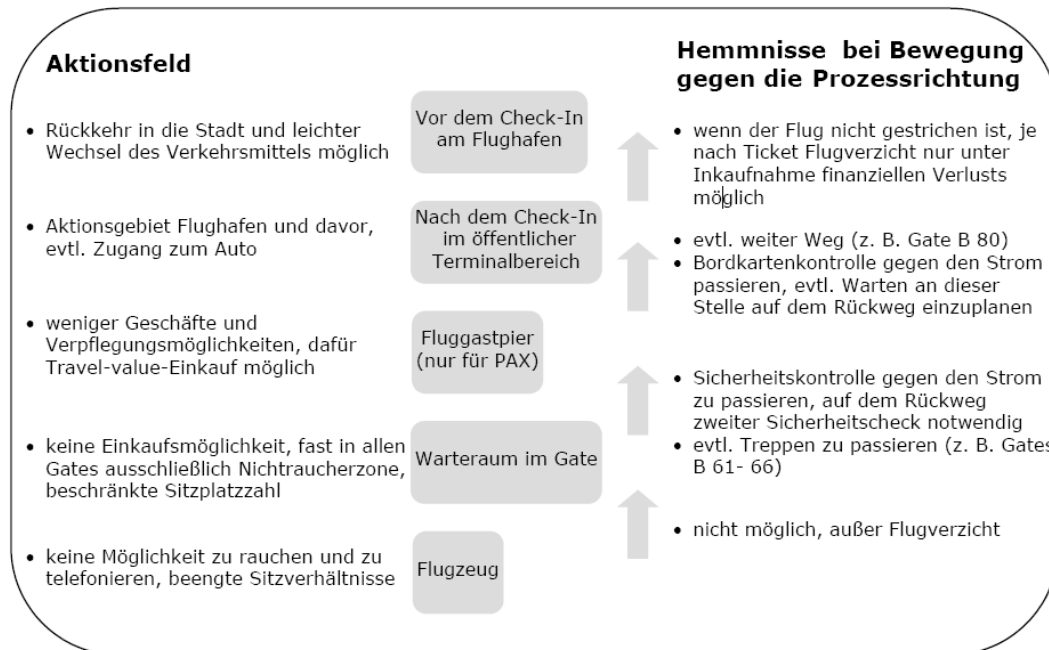 Aktionsfeld
• Rückkehr in die Stadt und leichter
Wechsel des Verkehrsmittels möglich
• Aktionsgebiet Flughafen und davor,
evtl. Zugang zum Auto
• weniger Geschäfte und
Verpflegungsmöglichkeiten, dafür
Travel-value-Einkauf möglich
• keine Einkaufsmöglichkeit, fast in allen
Gates ausschließlich Nichtraucherzone,
beschränkte Sitzplatzzahl
• keine Möglichkeit zu rauchen und zu
telefonieren, beengte Sitzverhältnisse
Vor dem Check-In
am Flughafen
Nach dem Check-In
im öffentlicher
Terminalbereich
Fluggastpier
(nur für PAX)
Warteraum im Gate
Flugzeug
Hemmnisse bei Bewegung
gegen die Prozessrichtung
• wenn der Flug nicht gestrichen ist, je
nach Ticket Flugverzicht nur unter
Inkaufnahme finanziellen Verlusts
möglich
• evtl. weiter Weg (z. B. Gate B 80)
• Bordkartenkontrolle gegen den Strom
passieren, evtl. Warten an dieser
Stelle auf dem Rückweg einzuplanen
• Sicherheitskontrolle gegen den Strom
zu passieren, auf dem Rückweg
zweiter Sicherheitscheck notwendig
• evtl. Treppen zu passieren (z. B. Gates
B 61- 66)
• nicht möglich, außer Flugverzicht